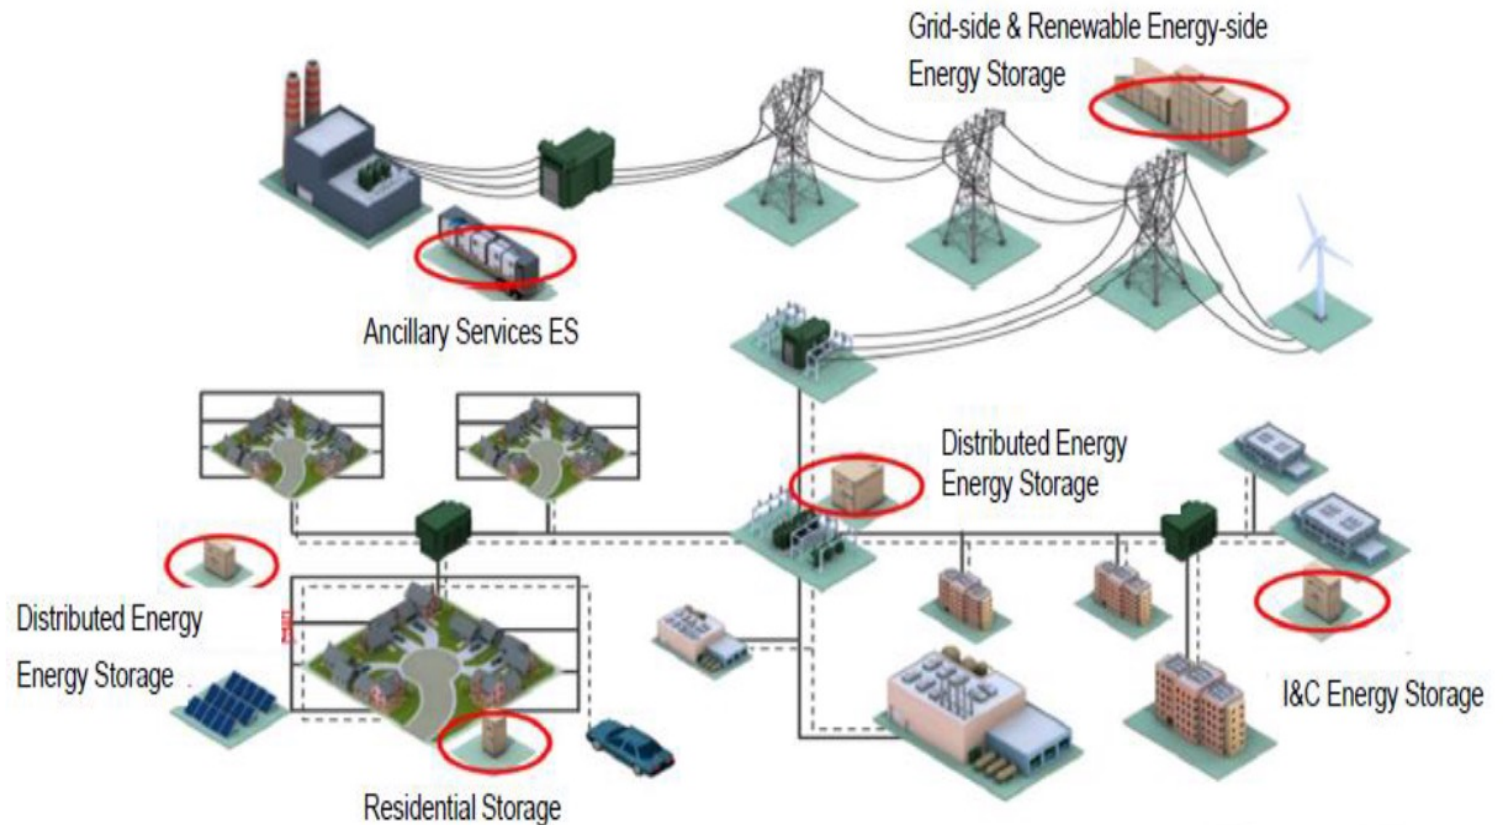 Grid-side & Renewable Energy-side
Energy Storage
Ancillary Services ES
Distributed Energy
Energy Storage
Distributed Energy
Energy Storage
I&C Energy Storage
Residential Storage